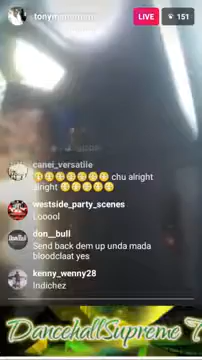 LIVE
151
canei_versatile
chu alright
alright
westside_party_scenes
Looool
don__buli
Send back dem up unda mada
bloodclaat yes
kenny_wenny28
Indichez
DancehallSupreme